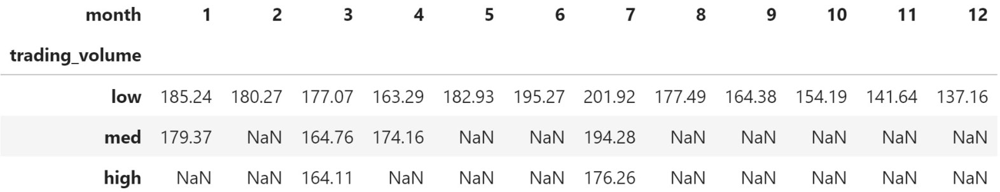 month 1 2 3 4 5 6 7 8 9 10 11 12
trading_volume
low 185.24 180.27 177.07 163.29 182.93 195.27 201.92 177.49 164.38 154.19 141.64 137.16
med 179.37 NaN 164.76 174.16 NaN NaN 194.28 NaN NaN NaN NaN NaN
high NaN NaN 164.11 NaN NaN NaN 176.26 NaN NaN NaN NaN NaN